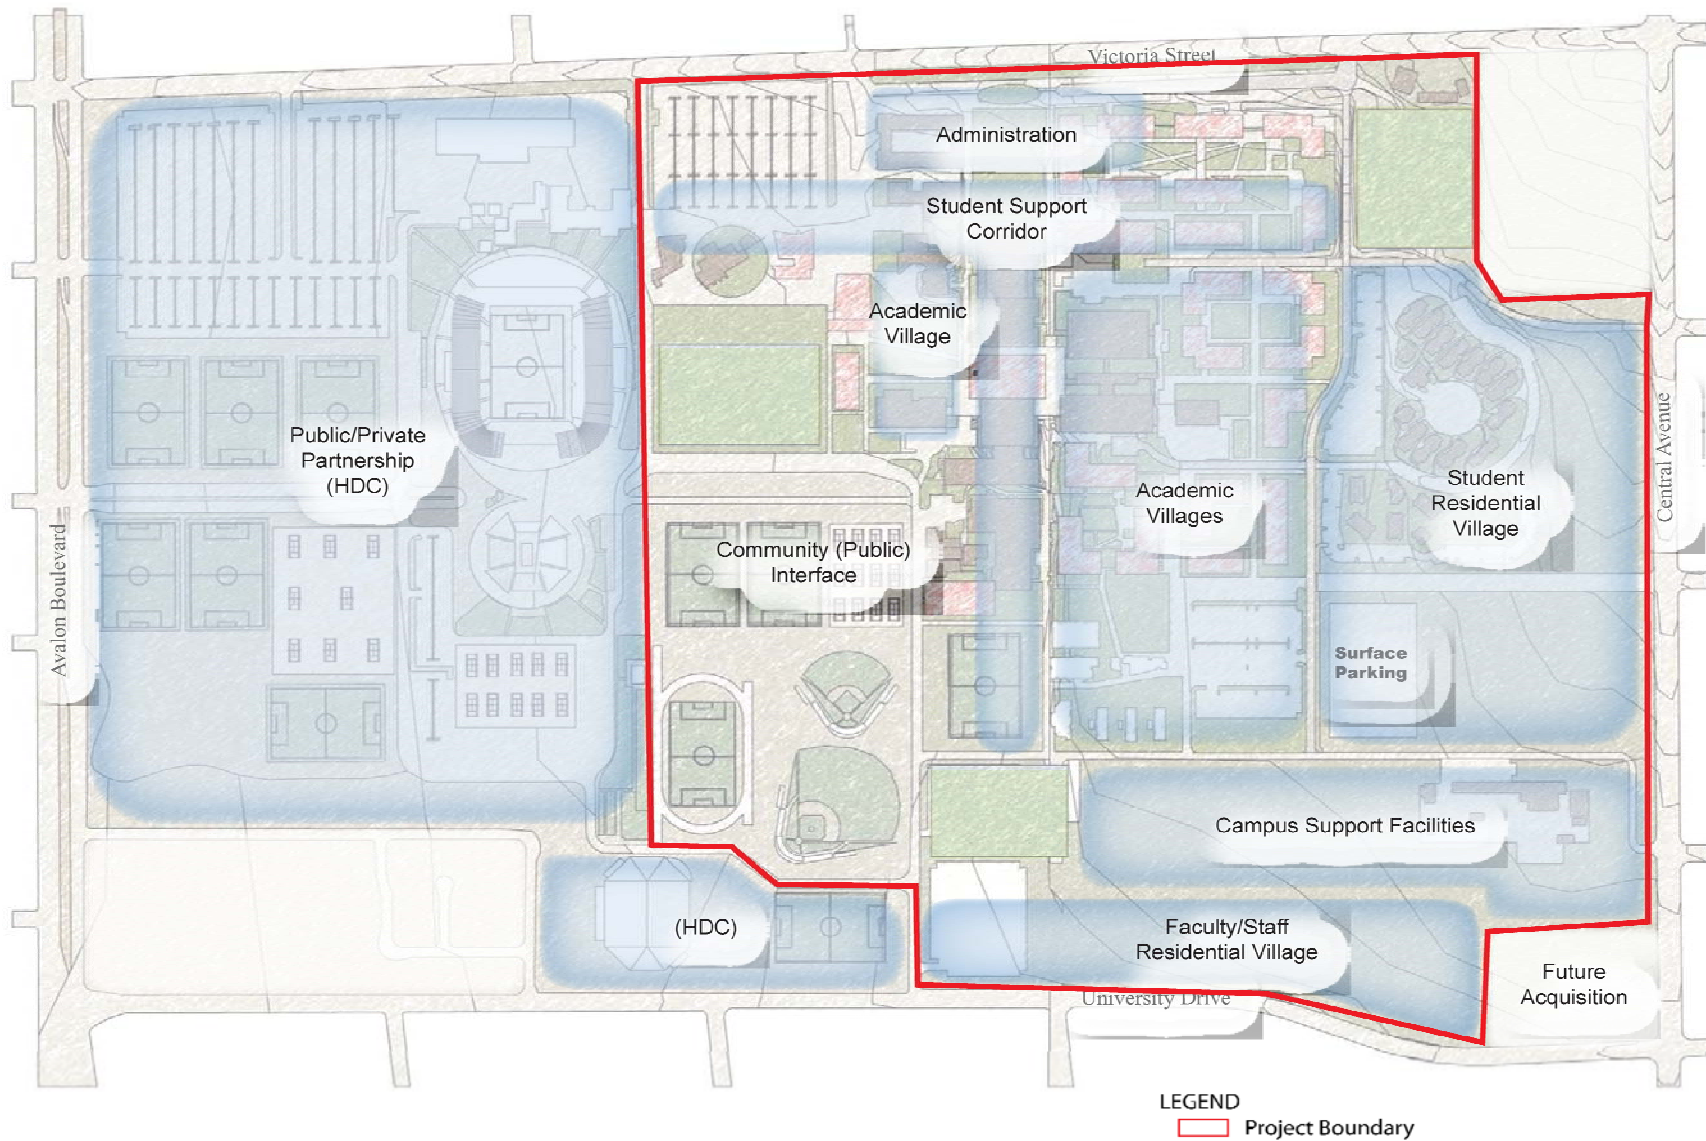 Victoria Street
Administration
Student Support
Corridor
Academic
Village
Public/Private
Partnership
(HDC)
Academic
Villages
Student
Residential
Village
Central Avenue
Community (Public)
Interface
Avalon Boulevard
Surface
Parking
Campus Support Facilities
(HDC)
Faculty/Staff
Residential Village
Future
Acquisition
University Drive
LEGEND
Project Boundary